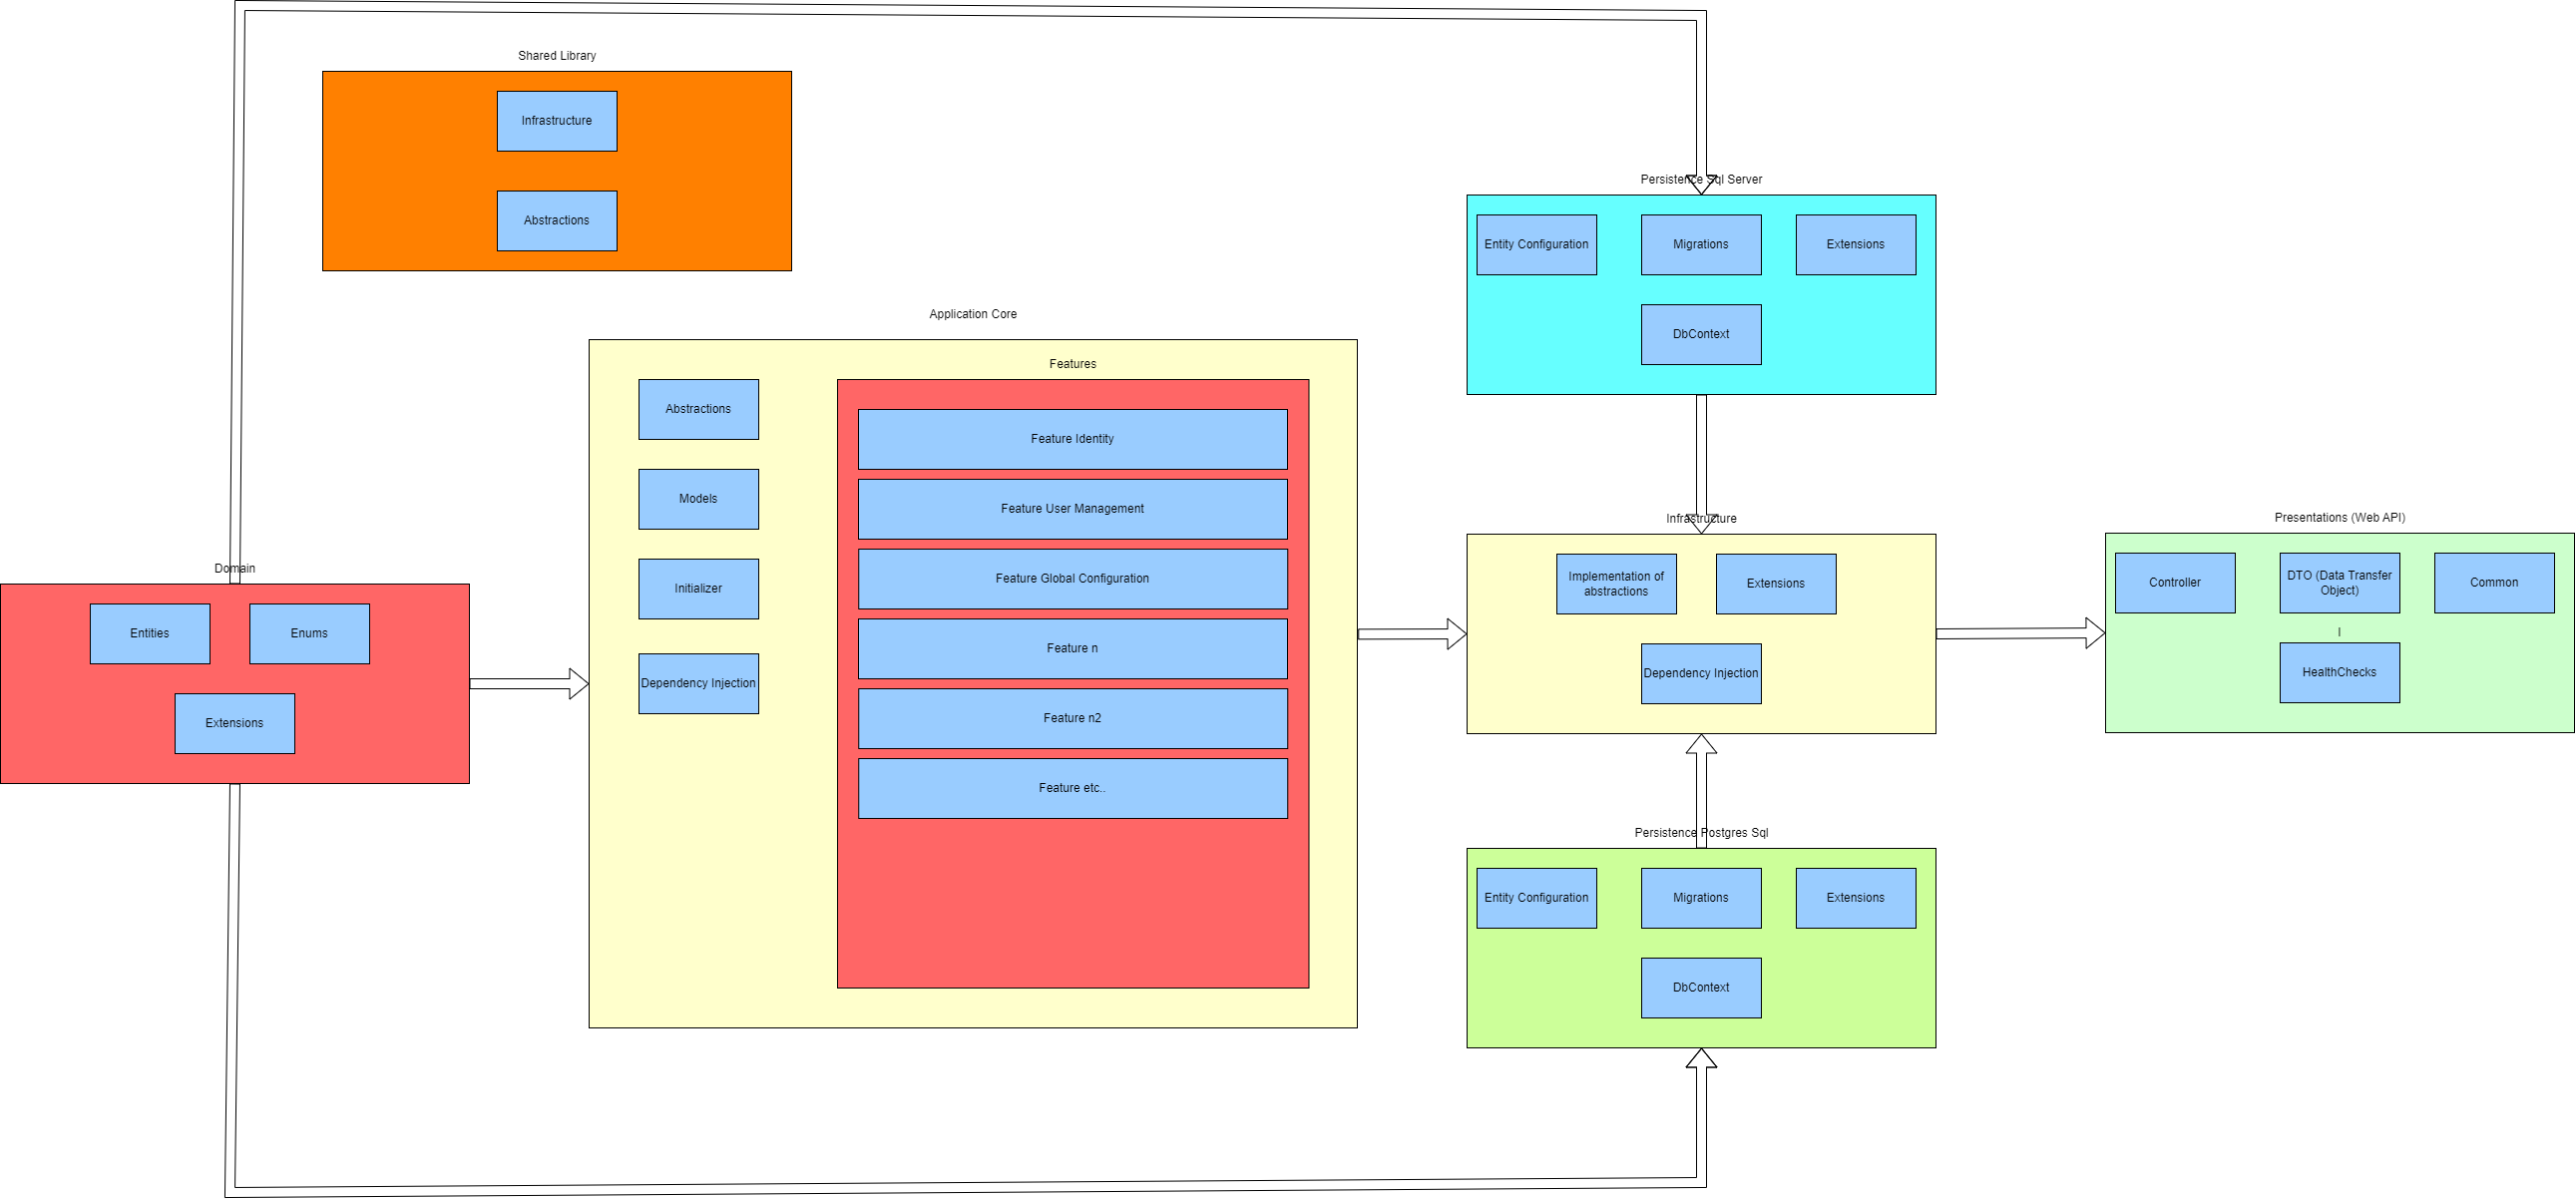 Shared Library
Infrastructure
Abstractions
Persistence Sql Server
Entity Configuration
Migrations
Extensions
DbContext
Application Core
Features
Abstractions
Models
Initializer
Dependency Injection
Feature Identity
Feature User Management
Feature Global Configuration
Feature n
Feature n2
Feature etc..
Domain
Entities
Enums
Extensions
Infrastructure
Implementation of
abstractions
Extensions
Dependency Injection
Presentations (Web API)
Controller
DTO (Data Transfer
Object)
Common
I
HealthChecks
Persistence Postgres Sql
Entity Configuration
Migrations
Extensions
DbContext